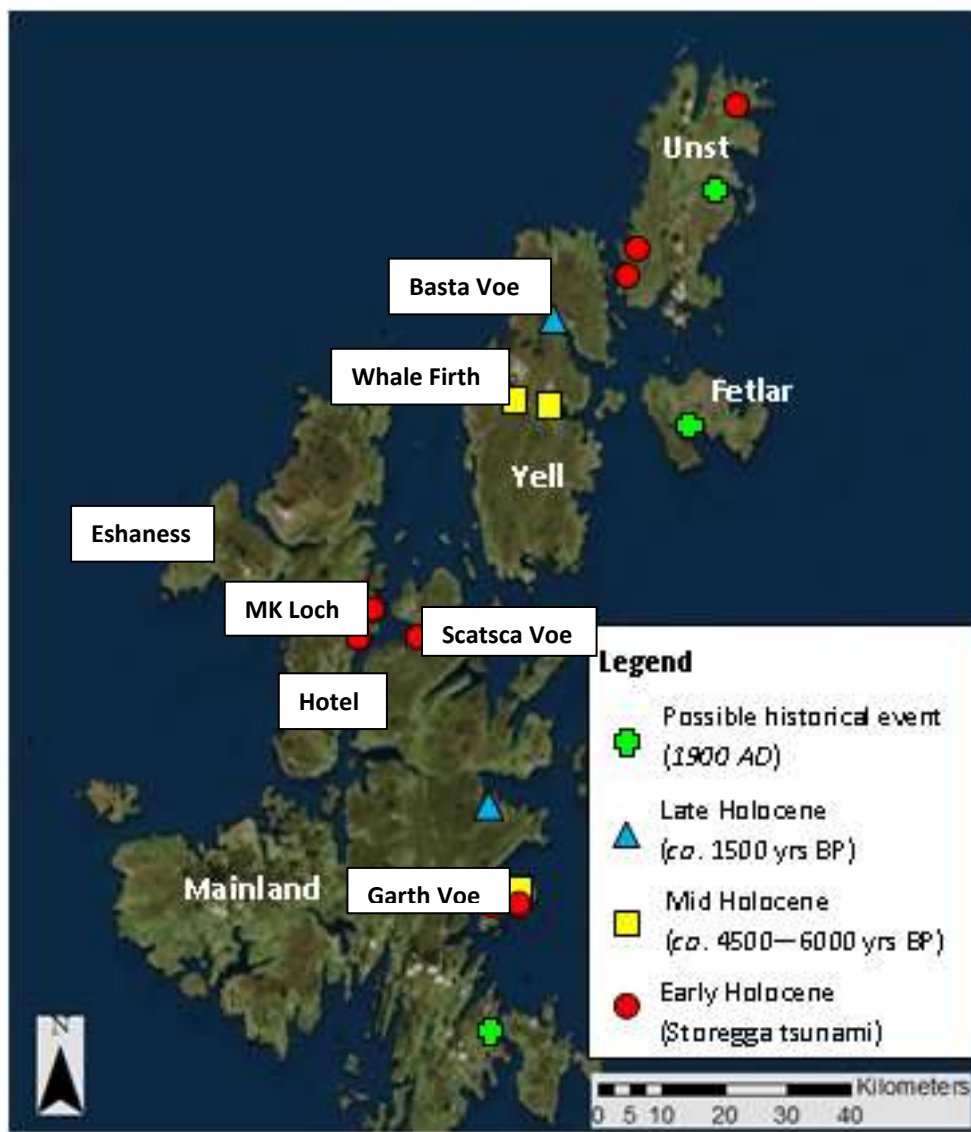 Unst
Basta Voe
Whale Firth
Fetlar
Yell
Eshaness
MK Loch
Scatsca Voe
Hotel
Mainland
Garth Voe
Legend
Possible historical event
(1900 AD)
Late Holocene
(ca. 1500 yrs BP)
Mid Holocene
(ca. 4500—6000 yrs BP)
Early Holocene
(Storegga tsunami)
N
Kilometers
0 5 10 20 30 40